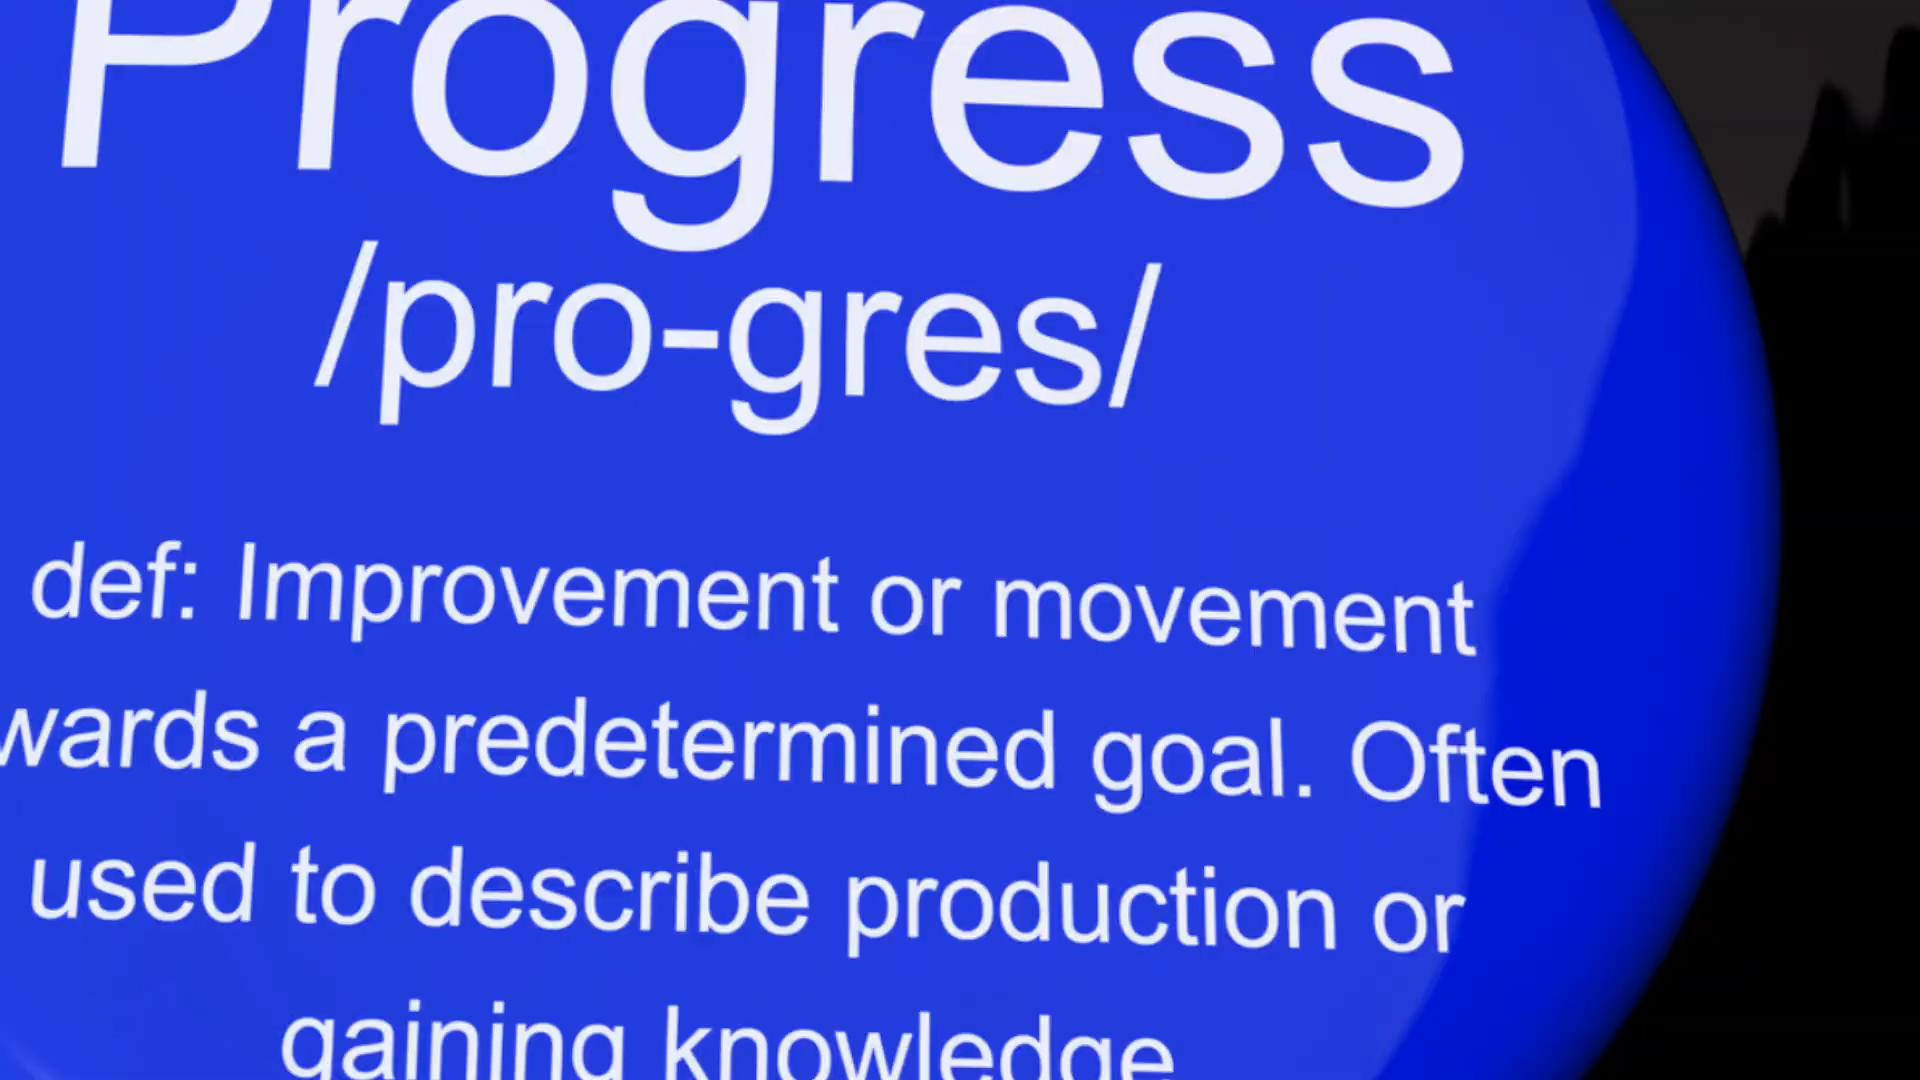 Progress
/pro-gres/
def: Improvement or movement
wards a predetermined goal. Often
used to describe production or
gaining knowledge